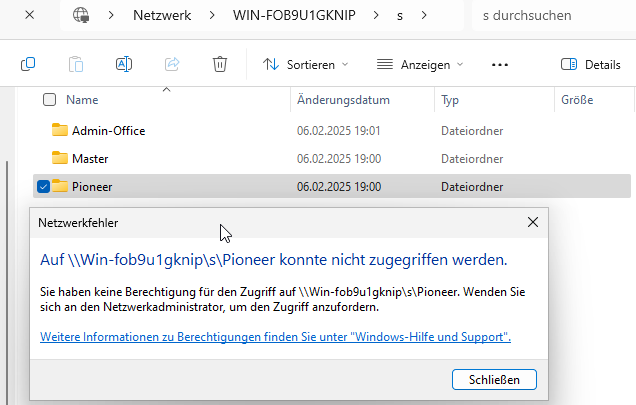 Netzwerk > WIN-FOB9U1GKNIP > s > s durchsuchen
Sortieren Anzeigen Details
Name Änderungsdatum Typ Größe
Admin-Office 06.02.2025 19:01 Dateiordner
Master 06.02.2025 19:00 Dateiordner
Pioneer 06.02.2025 19:00 Dateiordner
Netzwerkfehler
Auf \\Win-fob9u1gknip\s\Pioneer konnte nicht zugegriffen werden.
Sie haben keine Berechtigung für den Zugriff auf \\Win-fob9u1gknip\s\Pioneer. Wenden Sie
sich an den Netzwerkadministrator, um den Zugriff anzufordern.
Weitere Informationen zu Berechtigungen finden Sie unter "Windows-Hilfe und Support".
Schließen